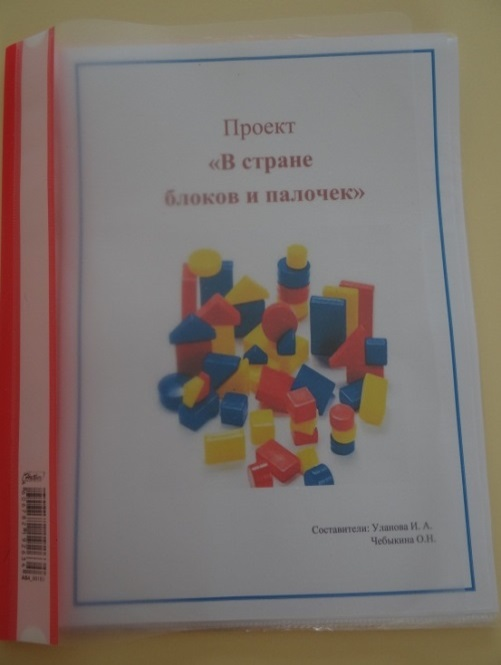 Проект
«В стране
блоков и палочек»
Составители: Уланова И. А.
Чебыкина О.Н.